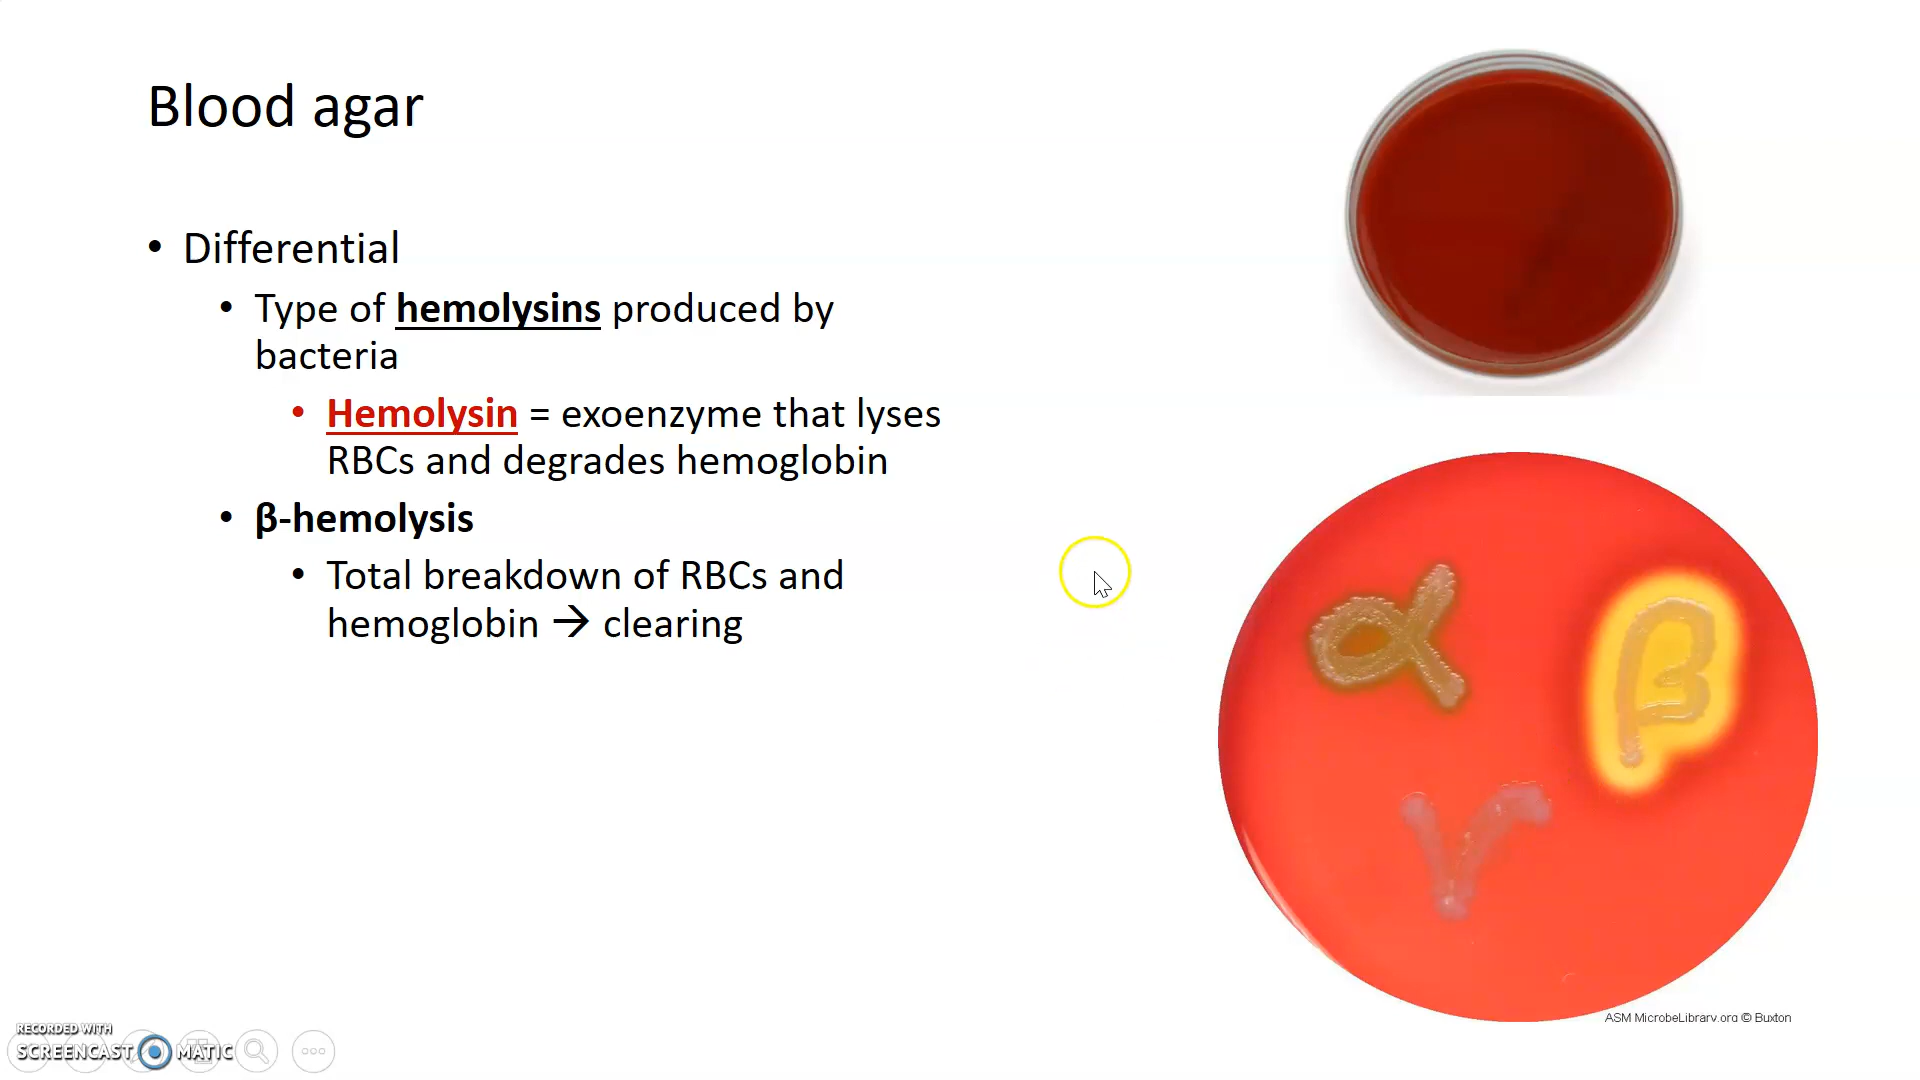 Blood agar
• Differential
• Type of hemolysins produced by
bacteria
• Hemolysin = exoenzyme that lyses
RBCs and degrades hemoglobin
• β-hemolysis
• Total breakdown of RBCs and
hemoglobin → clearing
α
β
γ
ASM MicrobeLibrary.org © Buxton
RECORDED WITH
SCREENCAST MATIC